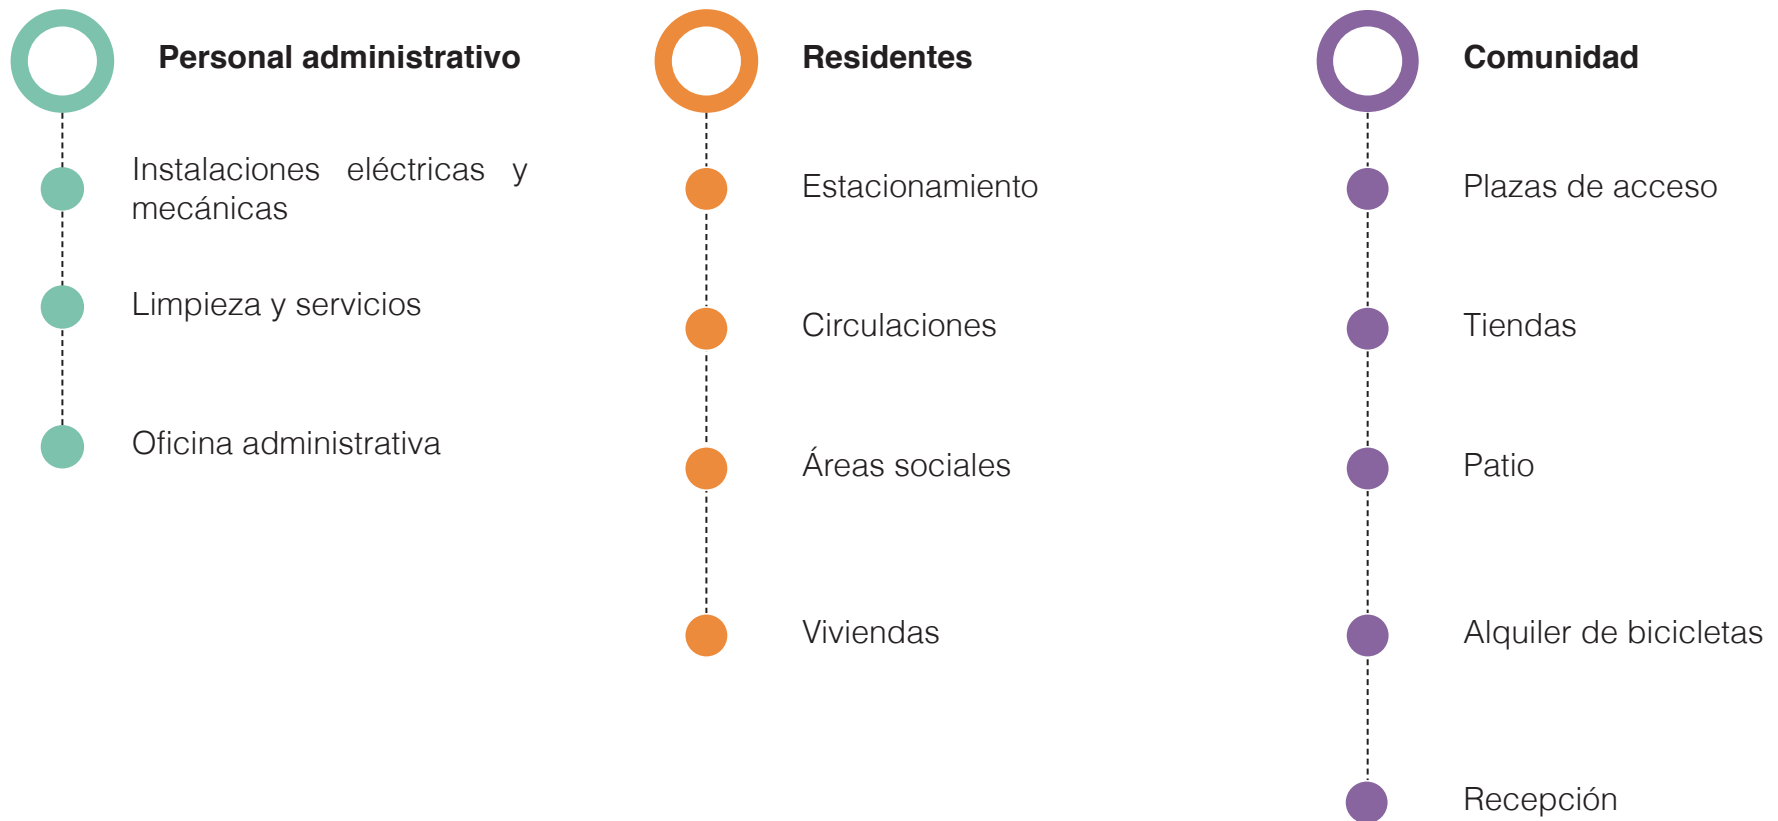 Personal administrativo
Instalaciones eléctricas y
mecánicas
Limpieza y servicios
Oficina administrativa
Residentes
Estacionamiento
Circulaciones
Áreas sociales
Viviendas
Comunidad
Plazas de acceso
Tiendas
Patio
Alquiler de bicicletas
Recepción